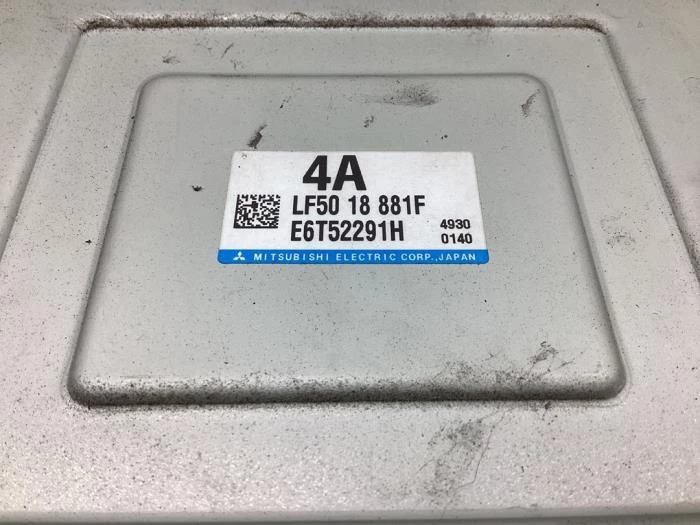 4A
LF50 18 881F
E6T52291H
4930
0140
MITSUBISHI ELECTRIC CORP.,JAPAN